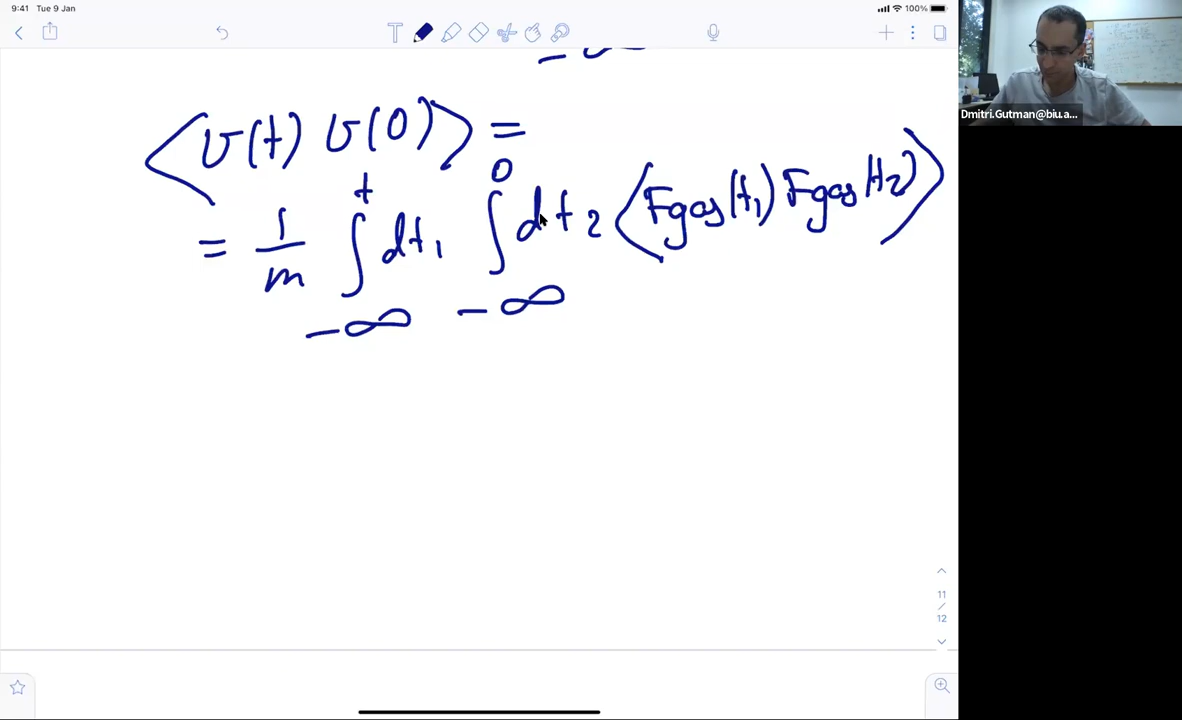 9:41 Tue 9 Jan 100%
T
⟨v(t) v(0)⟩ =
= 1/m ∫_{-∞}^{t} dt₁ ∫_{-∞}^{0} dt₂ ⟨Fgas(t₁) Fgas(t₂)⟩
Dmitri.Gutman@biu.a...
11
/
12